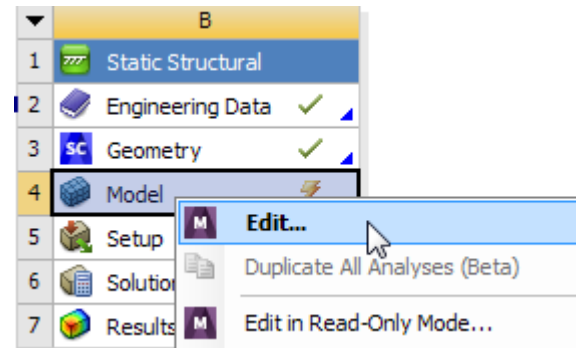 B
1 Static Structural
2 Engineering Data
3 SC Geometry
4 Model
M Edit...
5 Setup
Duplicate All Analyses (Beta)
6
7 Results
M Edit in Read-Only Mode...